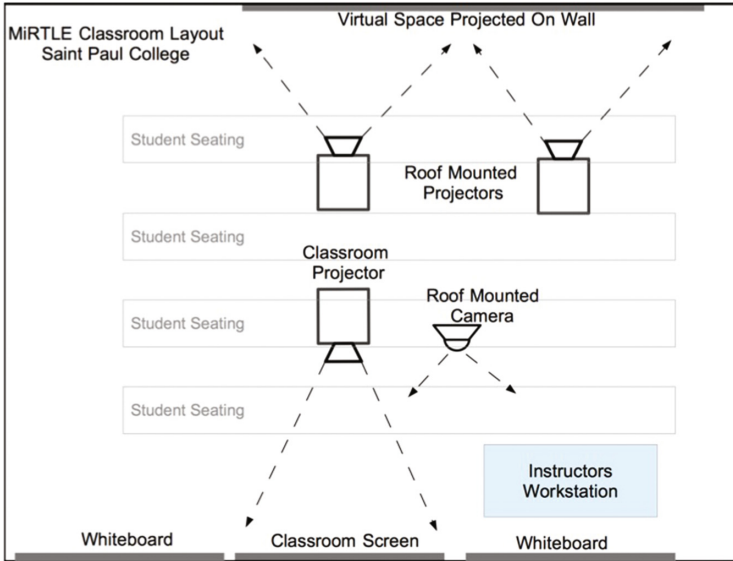 MiRTLE Classroom Layout
Saint Paul College
Virtual Space Projected On Wall
Student Seating
Roof Mounted
Projectors
Student Seating
Classroom
Projector
Roof Mounted
Camera
Student Seating
Student Seating
Instructors
Workstation
Whiteboard
Classroom Screen
Whiteboard